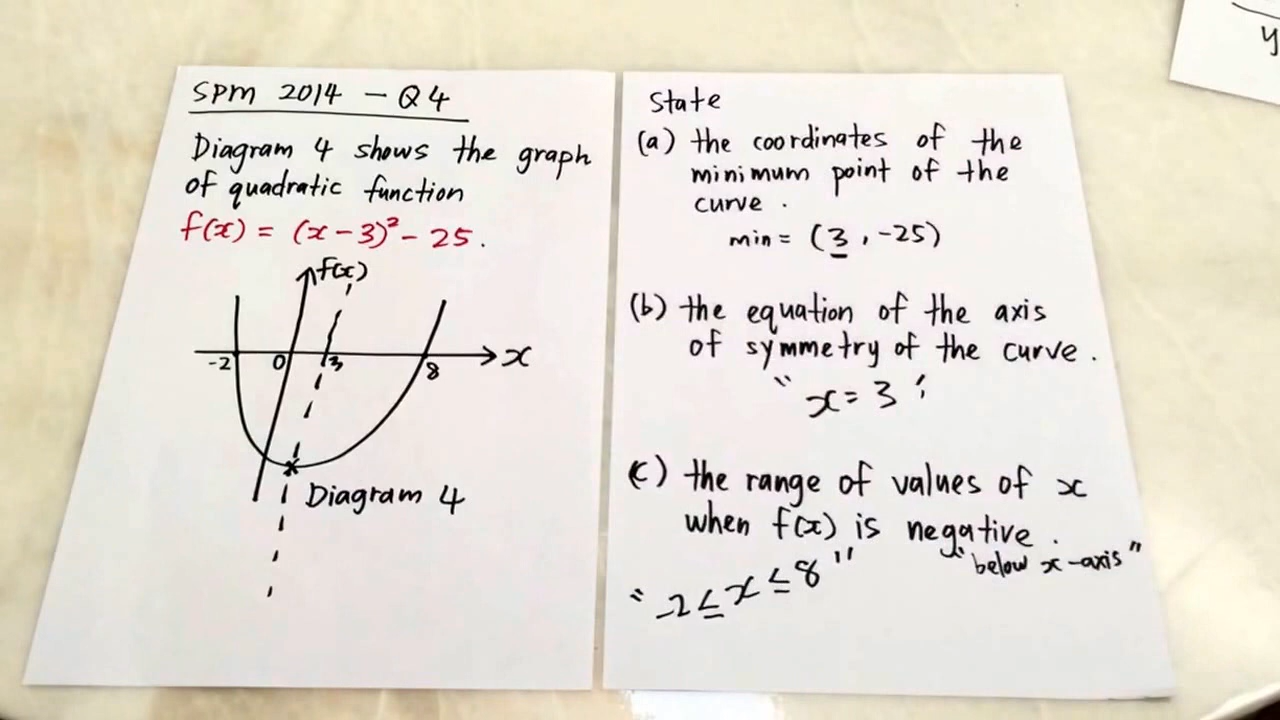 SPM 2014 - Q4
Diagram 4 shows the graph
of quadratic function
f(x) = (x-3)² - 25.
f(x)
-2 0 3 8 x
Diagram 4
State
(a) the coordinates of the
minimum point of the
curve.
min = (3, -25)
(b) the equation of the axis
of symmetry of the curve.
" x = 3 "
(c) the range of values of x
when f(x) is negative.
"below x-axis"
" -2 ≤ x ≤ 8 "
y